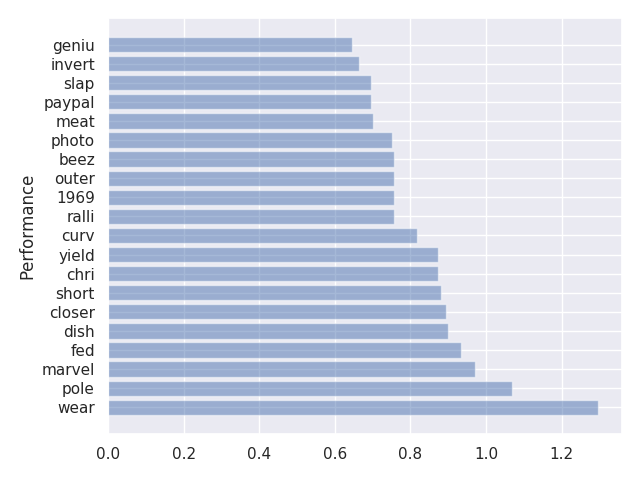 geniu
invert
slap
paypal
meat
photo
beez
outer
1969
ralli
curv
yield
chri
short
closer
dish
fed
marvel
pole
wear
Performance
0.0 0.2 0.4 0.6 0.8 1.0 1.2